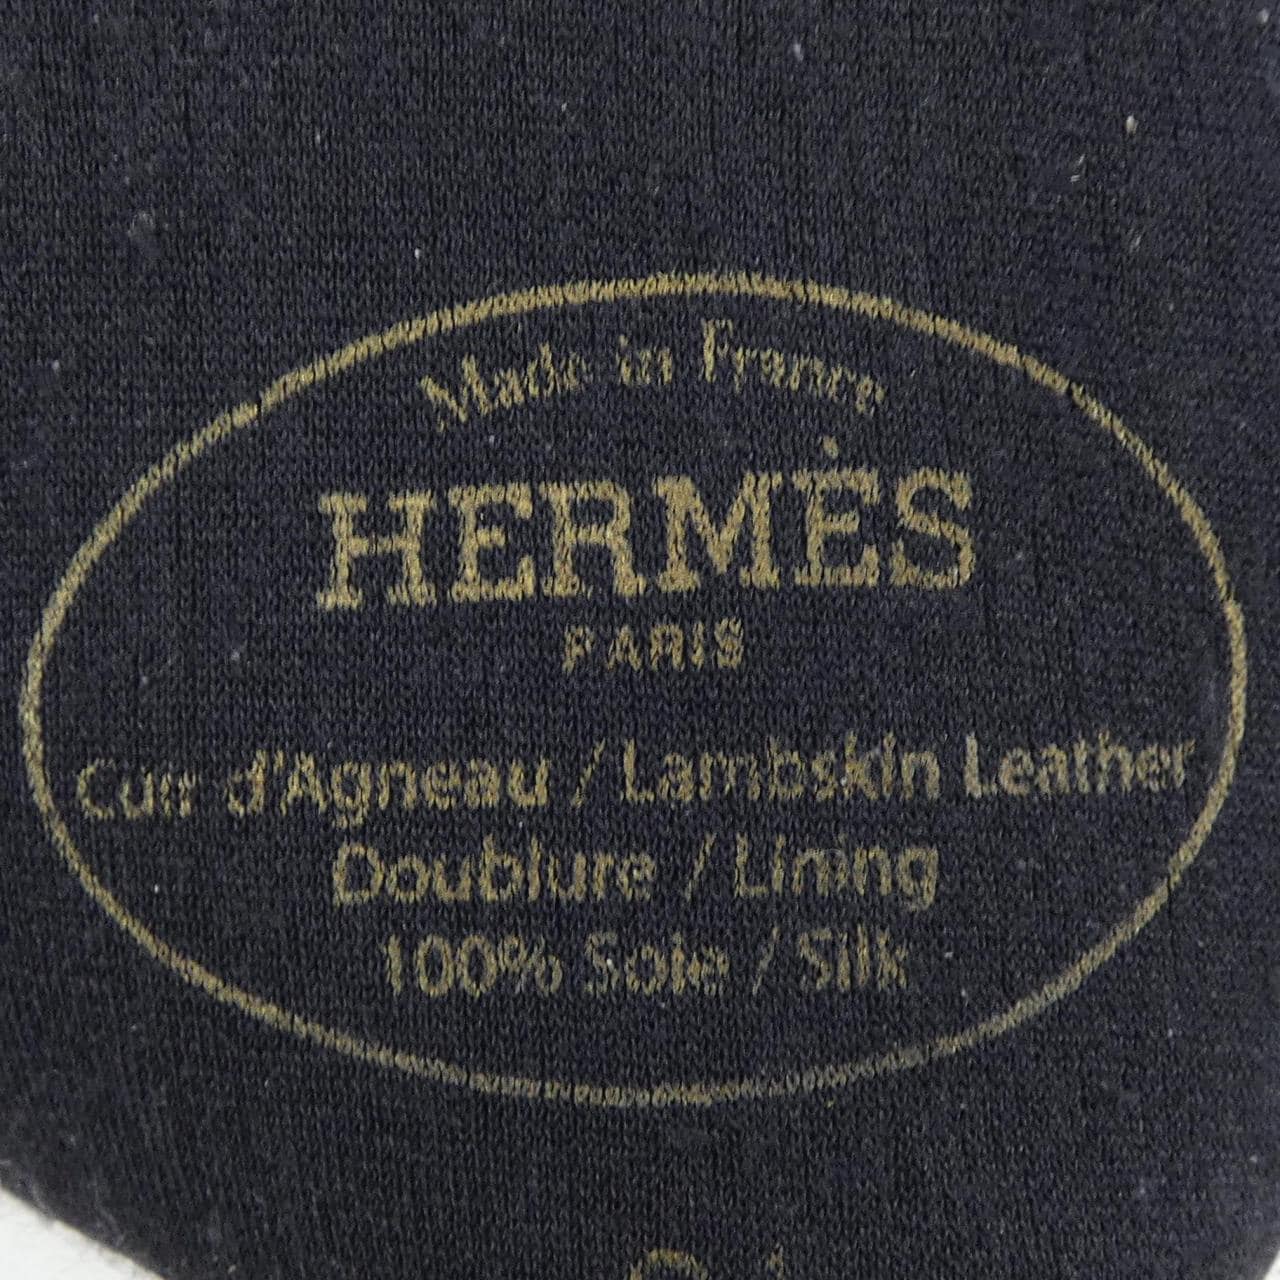 Made in France
HERMÈS
PARIS
Cuir d'Agneau / Lambskin Leather
Doublure / Lining
100% Soie / Silk